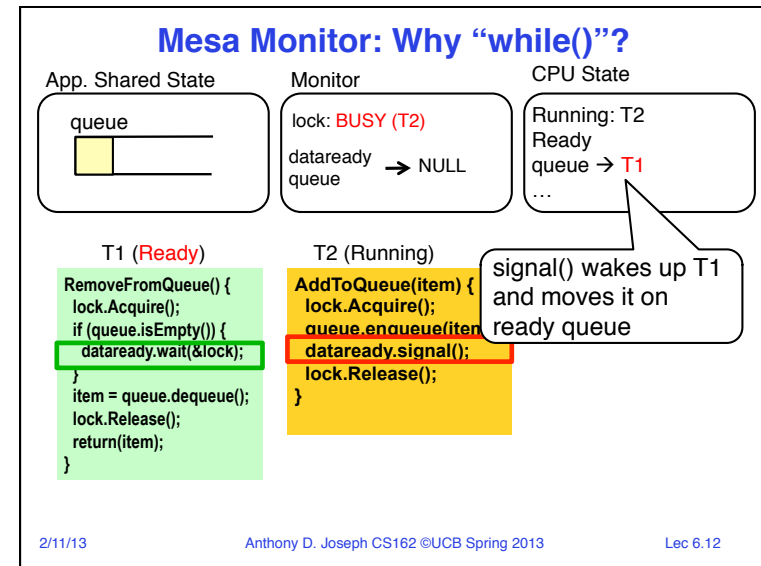 Mesa Monitor: Why “while()”?
App. Shared State
queue
Monitor
lock: BUSY (T2)
dataready
queue → NULL
CPU State
Running: T2
Ready
queue → T1
…
signal() wakes up T1
and moves it on
ready queue
T1 (Ready)
RemoveFromQueue() {
lock.Acquire();
if (queue.isEmpty()) {
dataready.wait(&lock);
}
item = queue.dequeue();
lock.Release();
return(item);
}
T2 (Running)
AddToQueue(item) {
lock.Acquire();
queue.enqueue(item
dataready.signal();
lock.Release();
}
2/11/13
Anthony D. Joseph CS162 ©UCB Spring 2013
Lec 6.12